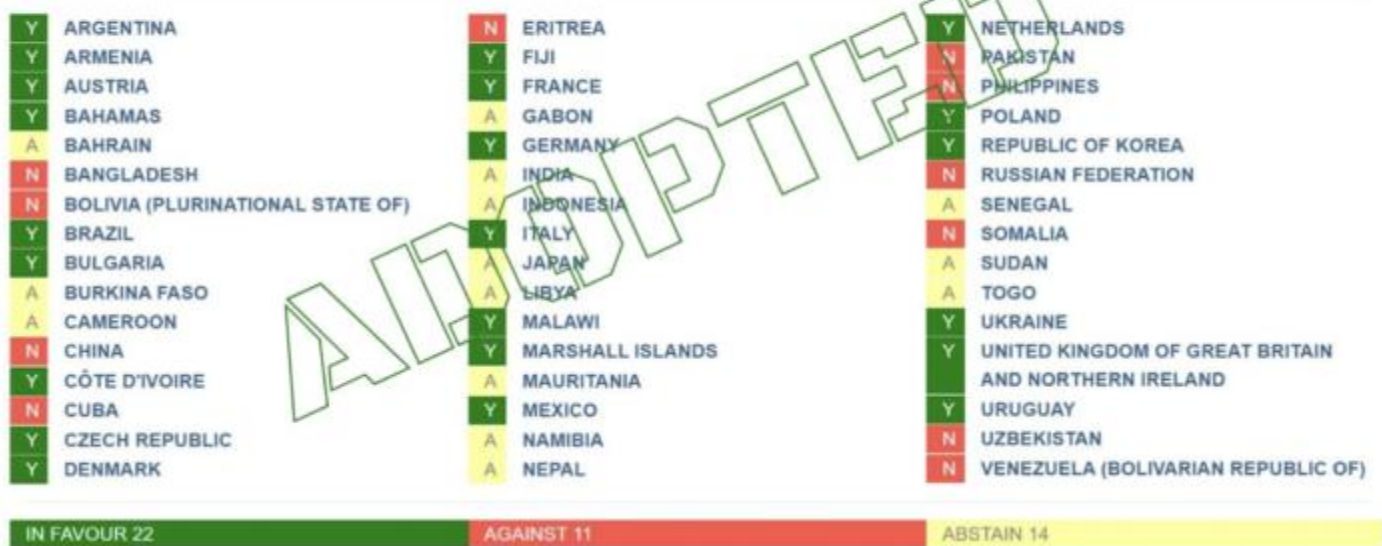 Y ARGENTINA
Y ARMENIA
Y AUSTRIA
Y BAHAMAS
A BAHRAIN
N BANGLADESH
N BOLIVIA (PLURINATIONAL STATE OF)
Y BRAZIL
Y BULGARIA
A BURKINA FASO
A CAMEROON
N CHINA
Y CÔTE D'IVOIRE
N CUBA
Y CZECH REPUBLIC
Y DENMARK
N ERITREA
Y FIJI
Y FRANCE
A GABON
Y GERMANY
A INDIA
A INDONESIA
Y ITALY
A JAPAN
A LIBYA
Y MALAWI
Y MARSHALL ISLANDS
A MAURITANIA
Y MEXICO
A NAMIBIA
A NEPAL
Y NETHERLANDS
N PAKISTAN
N PHILIPPINES
Y POLAND
Y REPUBLIC OF KOREA
N RUSSIAN FEDERATION
A SENEGAL
N SOMALIA
A SUDAN
A TOGO
Y UKRAINE
Y UNITED KINGDOM OF GREAT BRITAIN
AND NORTHERN IRELAND
Y URUGUAY
N UZBEKISTAN
N VENEZUELA (BOLIVARIAN REPUBLIC OF)
ADOPTED
IN FAVOUR 22
AGAINST 11
ABSTAIN 14